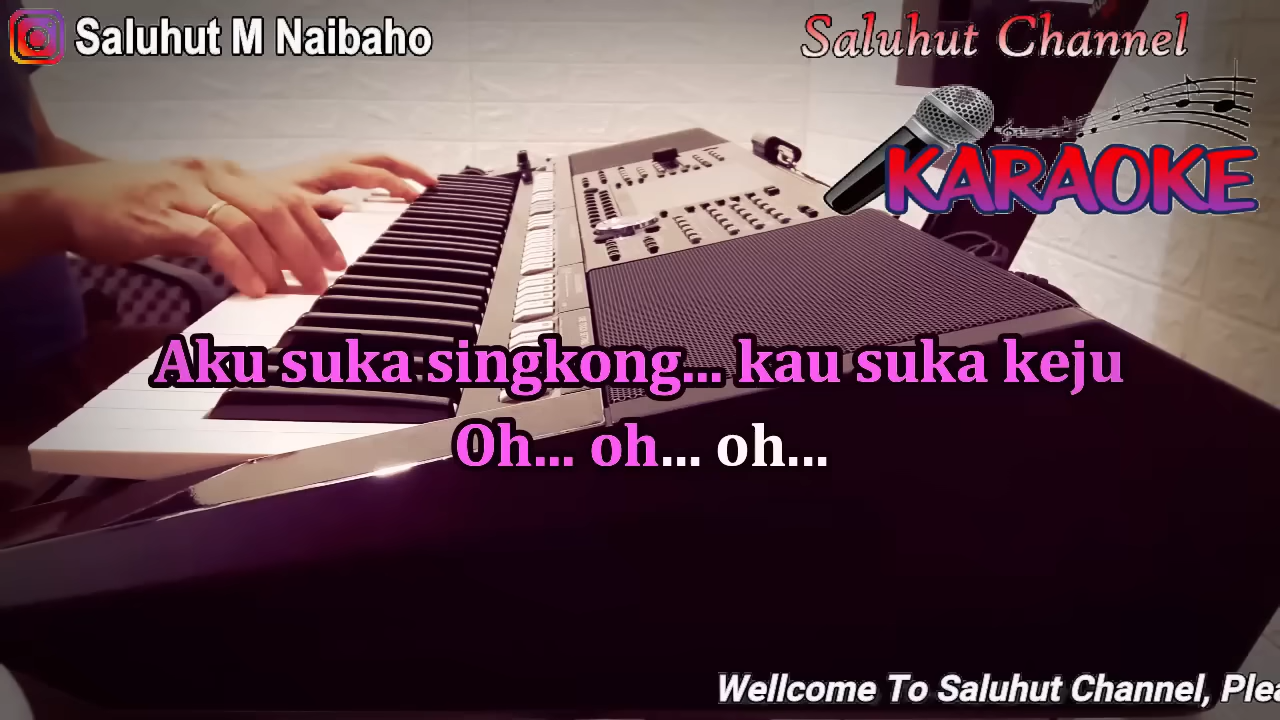 Saluhut M Naibaho
Saluhut Channel
KARAOKE
Aku suka singkong... kau suka keju
Oh... oh... oh...
Wellcome To Saluhut Channel, Plea